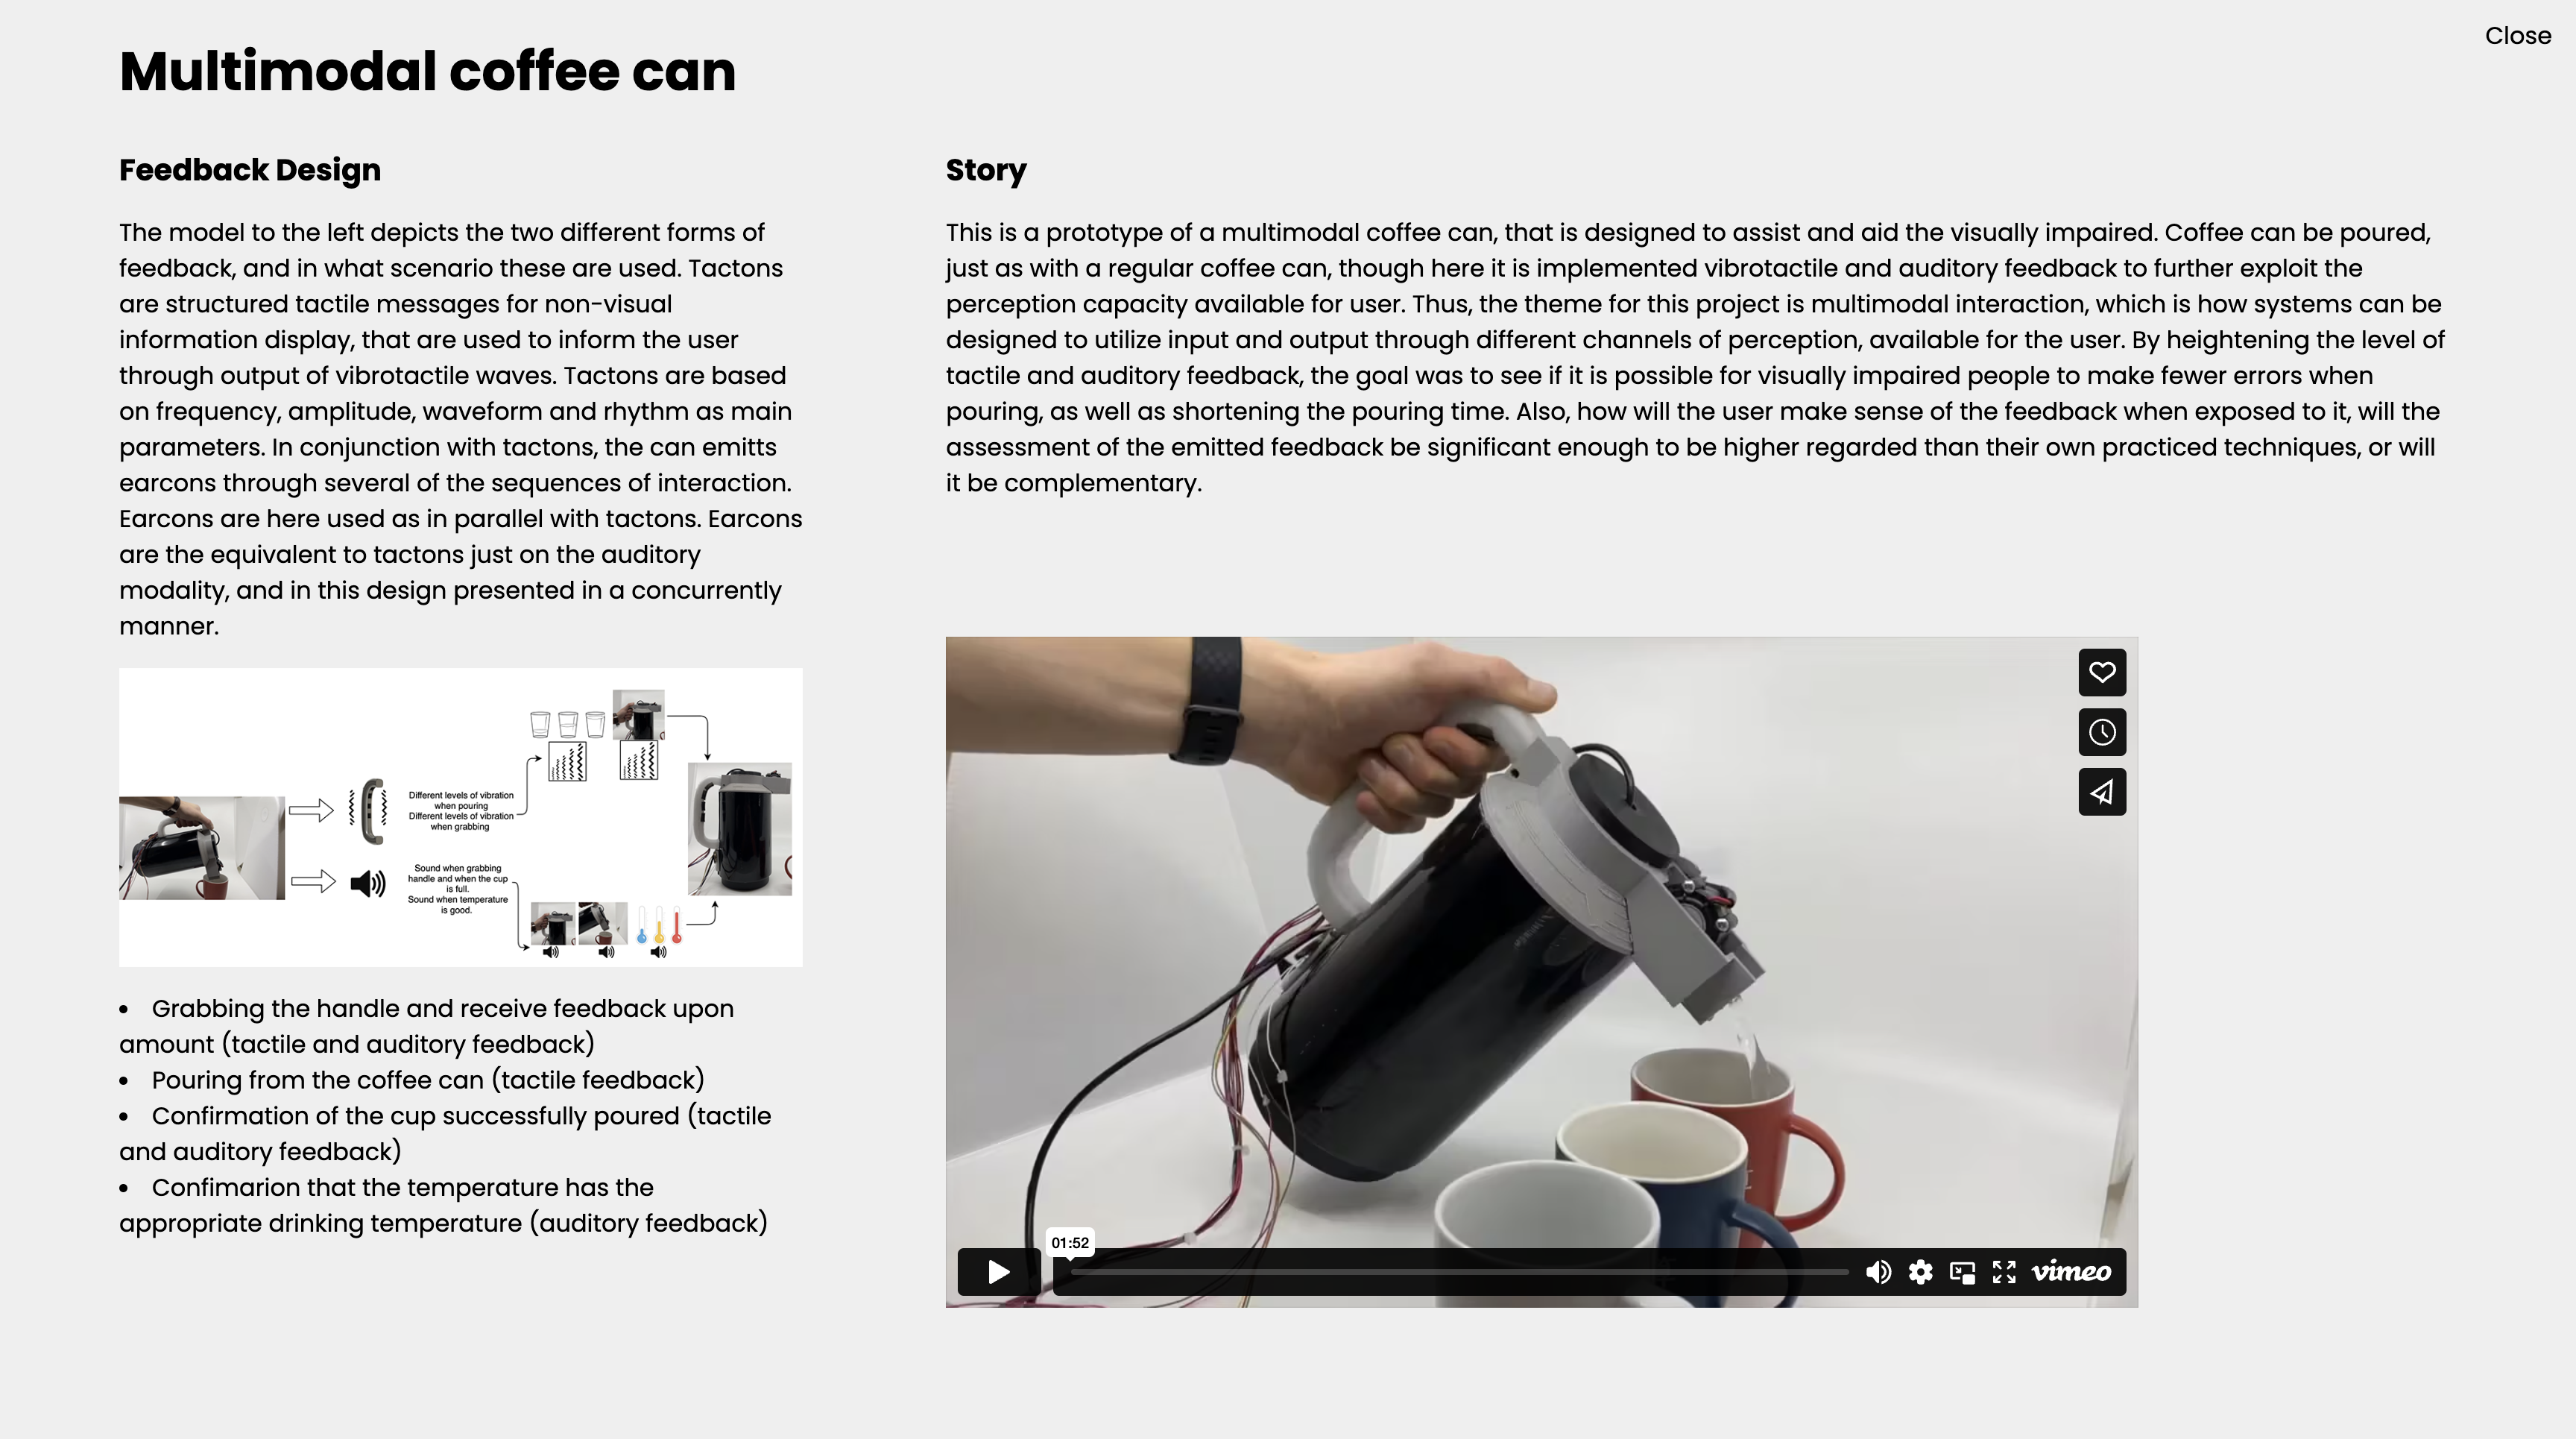 Close
Multimodal coffee can
Feedback Design
The model to the left depicts the two different forms of
feedback, and in what scenario these are used. Tactons
are structured tactile messages for non-visual
information display, that are used to inform the user
through output of vibrotactile waves. Tactons are based
on frequency, amplitude, waveform and rhythm as main
parameters. In conjunction with tactons, the can emitts
earcons through several of the sequences of interaction.
Earcons are here used as in parallel with tactons. Earcons
are the equivalent to tactons just on the auditory
modality, and in this design presented in a concurrently
manner.
Different levels of vibration
when pouring
Different levels of vibration
when grabbing
Sound when grabbing
handle and when the cup
is full.
Sound when temperature
is good.
• Grabbing the handle and receive feedback upon
amount (tactile and auditory feedback)
• Pouring from the coffee can (tactile feedback)
• Confirmation of the cup successfully poured (tactile
and auditory feedback)
• Confimarion that the temperature has the
appropriate drinking temperature (auditory feedback)
Story
This is a prototype of a multimodal coffee can, that is designed to assist and aid the visually impaired. Coffee can be poured,
just as with a regular coffee can, though here it is implemented vibrotactile and auditory feedback to further exploit the
perception capacity available for user. Thus, the theme for this project is multimodal interaction, which is how systems can be
designed to utilize input and output through different channels of perception, available for the user. By heightening the level of
tactile and auditory feedback, the goal was to see if it is possible for visually impaired people to make fewer errors when
pouring, as well as shortening the pouring time. Also, how will the user make sense of the feedback when exposed to it, will the
assessment of the emitted feedback be significant enough to be higher regarded than their own practiced techniques, or will
it be complementary.
01:52
vimeo